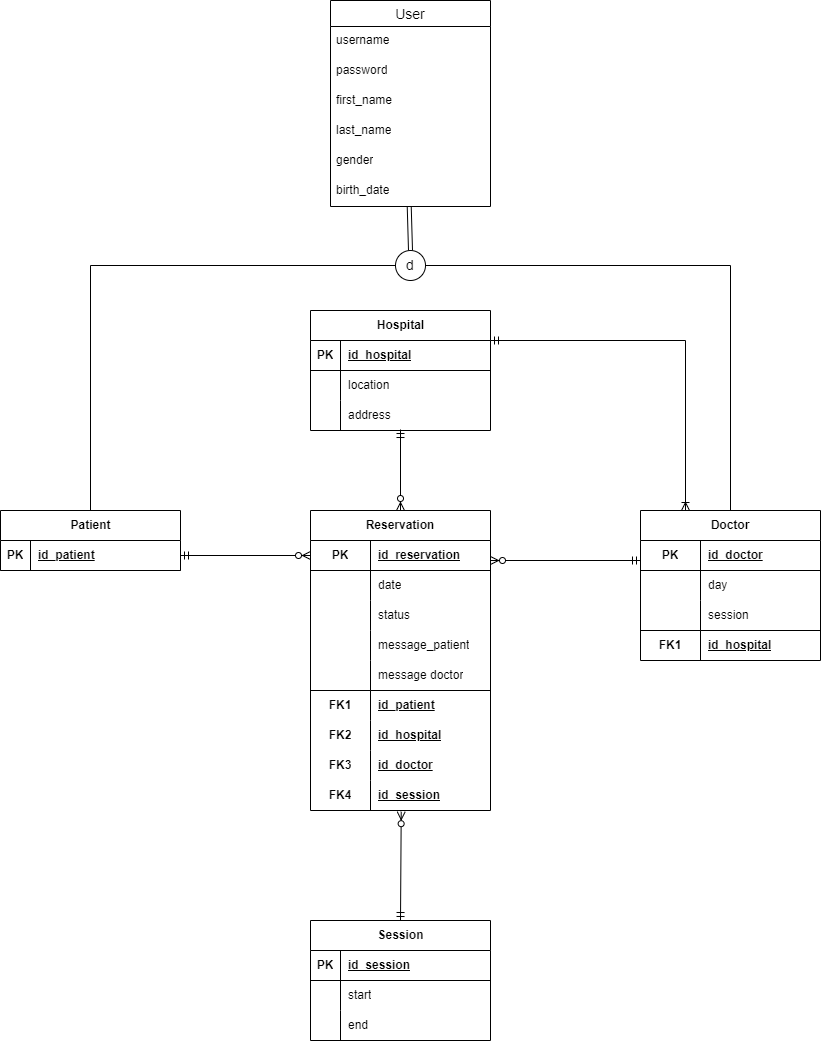 User
username
password
first_name
last_name
gender
birth_date
d
Hospital
PK id_hospital
location
address
Patient
PK id_patient
Reservation
PK id_reservation
date
status
message_patient
message doctor
FK1 id_patient
FK2 id_hospital
FK3 id_doctor
FK4 id_session
Doctor
PK id_doctor
day
session
FK1 id_hospital
Session
PK id_session
start
end